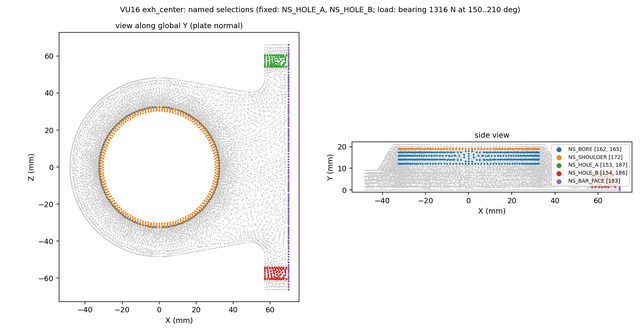 VU16 exh_center: named selections (fixed: NS_HOLE_A, NS_HOLE_B; load: bearing 1316 N at 150..210 deg)
view along global Y (plate normal)
60
40
20
0
−20
−40
−60
Z (mm)
−40
−20
0
20
40
60
X (mm)
side view
20
10
0
Y (mm)
NS_BORE [162, 165]
NS_SHOULDER [172]
NS_HOLE_A [153, 187]
NS_HOLE_B [154, 186]
NS_BAR_FACE [183]
−40
−20
0
20
40
60
X (mm)